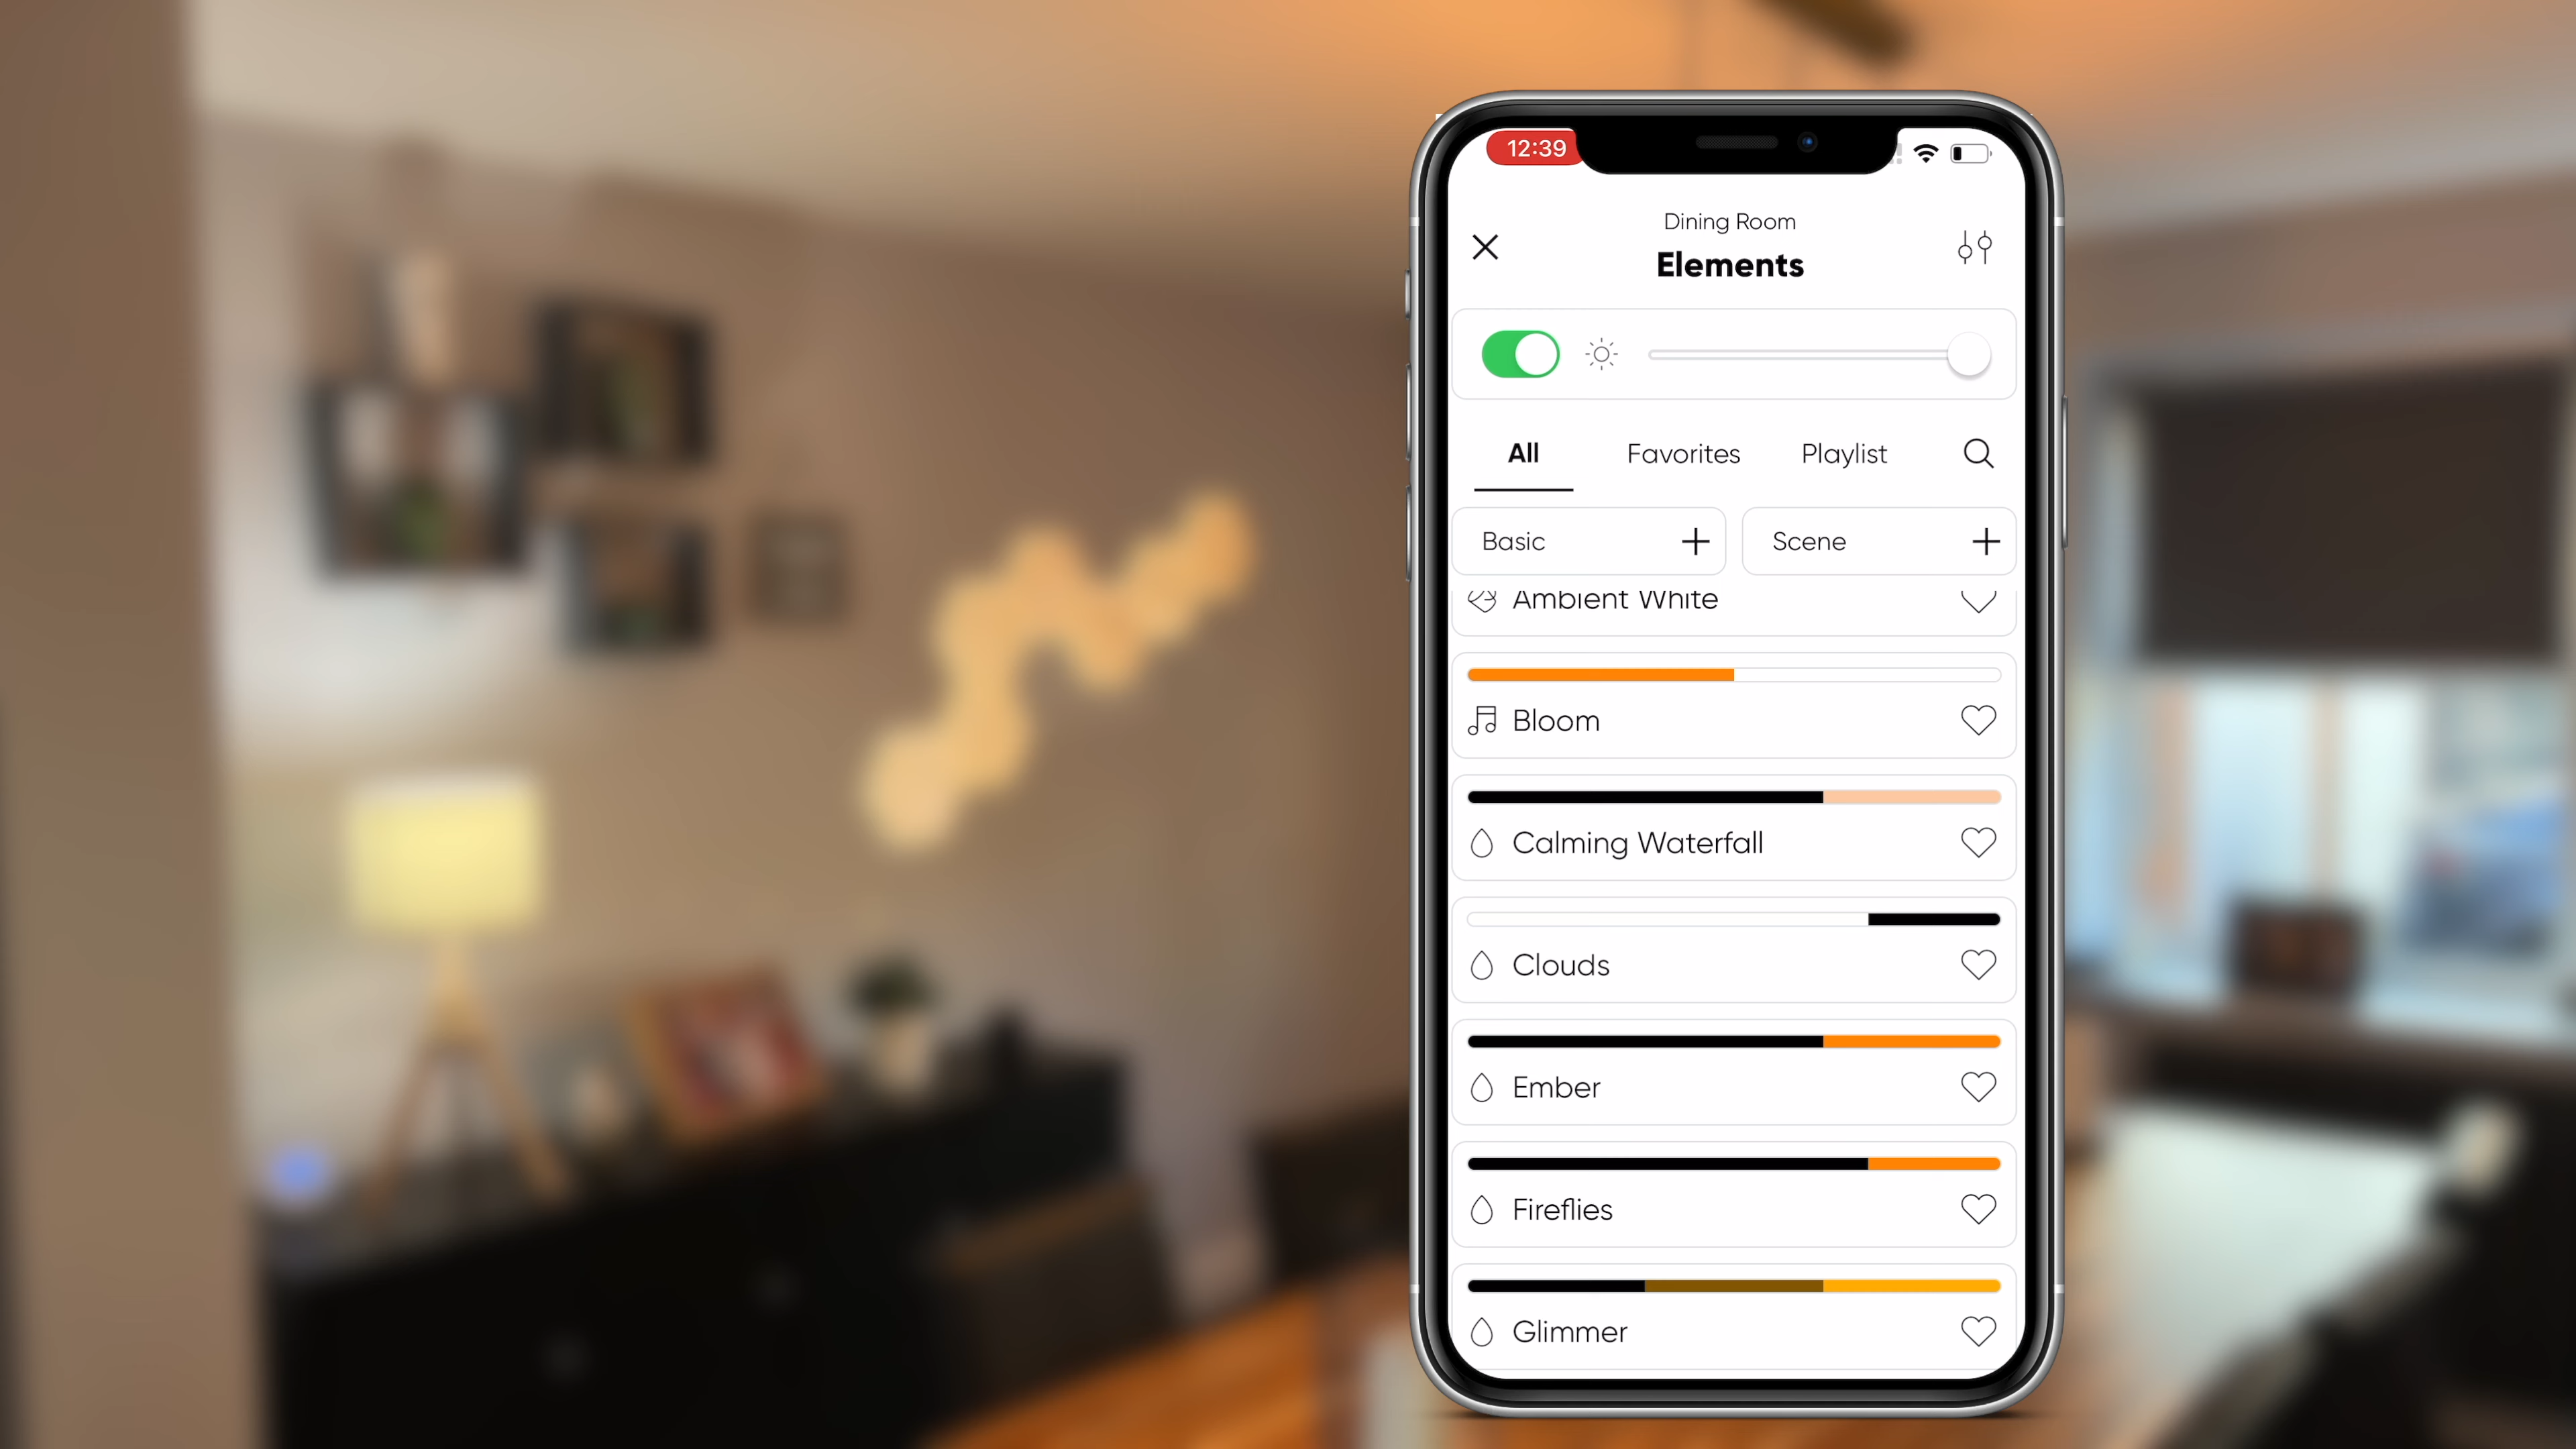 12:39
Dining Room
Elements
All Favorites Playlist
Basic Scene
Ambient White
Bloom
Calming Waterfall
Clouds
Ember
Fireflies
Glimmer